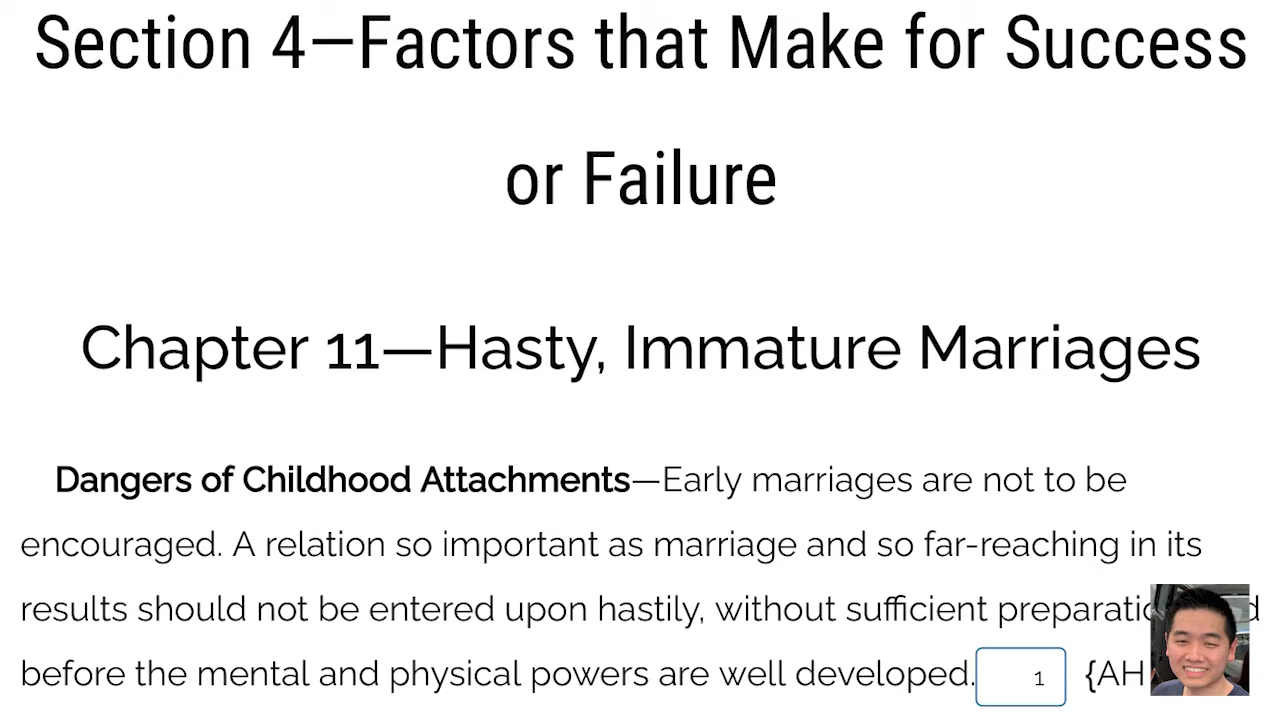 Section 4—Factors that Make for Success
or Failure
Chapter 11—Hasty, Immature Marriages
Dangers of Childhood Attachments—Early marriages are not to be
encouraged. A relation so important as marriage and so far-reaching in its
results should not be entered upon hastily, without sufficient
before the mental and physical powers are well developed. 1 {AH